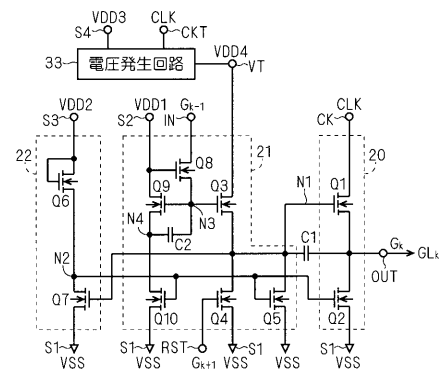 VDD3 CLK
S4 CKT
33 電圧発生回路 VDD4
VT
VDD2 VDD1 Gk-1 CLK
S3 S2 IN CK
22 21 20
Q8
Q6 Q9 Q3 N1 Q1
N4 N3
C2 C1
N2 Gk GLk
OUT
Q7 Q10 Q4 Q5 Q2
S1 S1 RST S1 S1
VSS VSS Gk+1 VSS VSS VSS